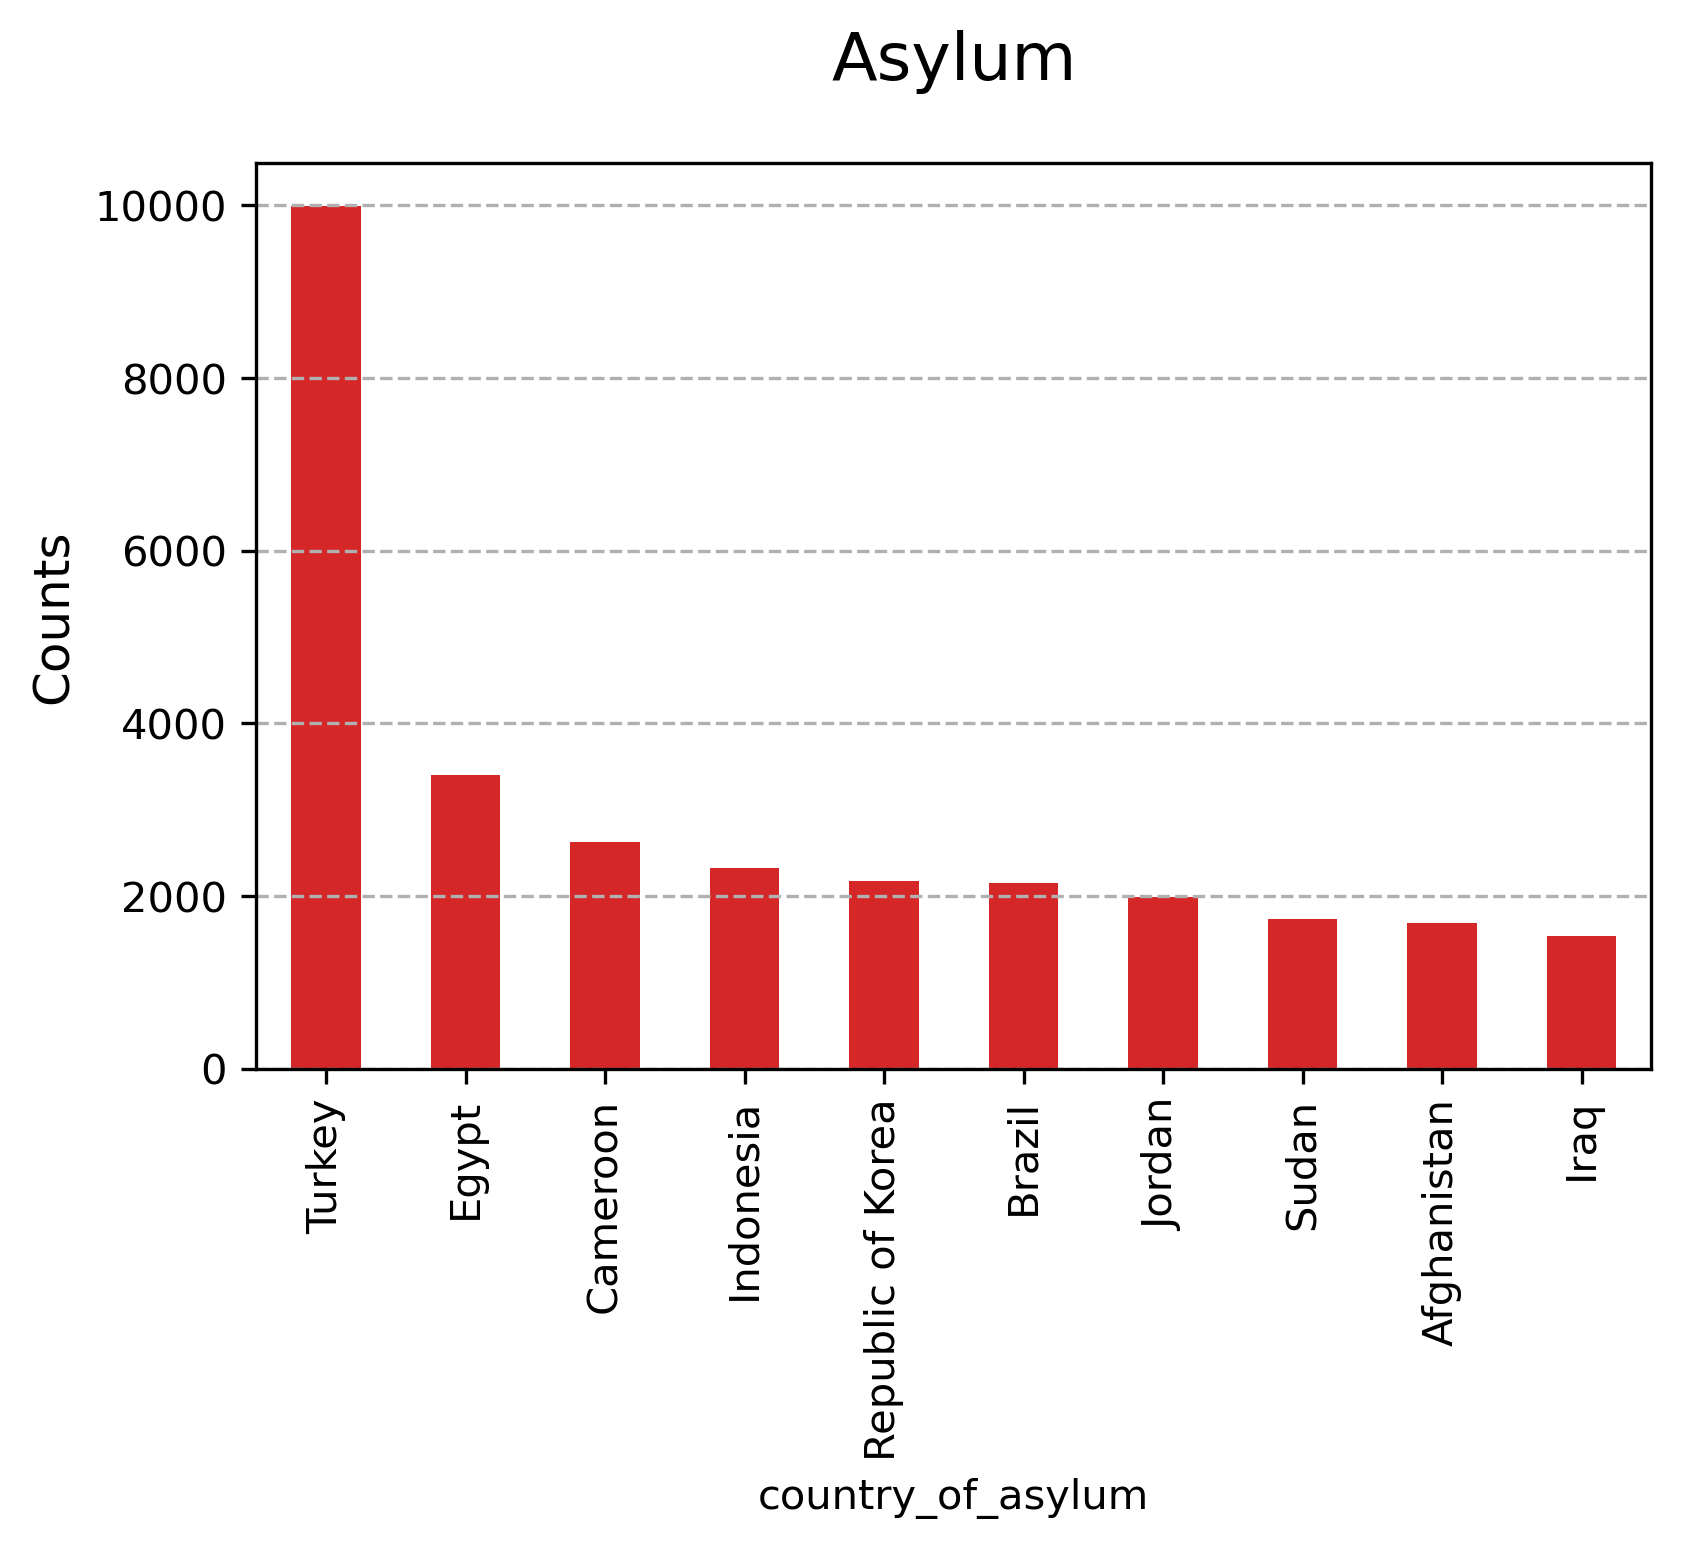 Asylum
Counts
10000
8000
6000
4000
2000
0
Turkey
Egypt
Cameroon
Indonesia
Republic of Korea
Brazil
Jordan
Sudan
Afghanistan
Iraq
country_of_asylum